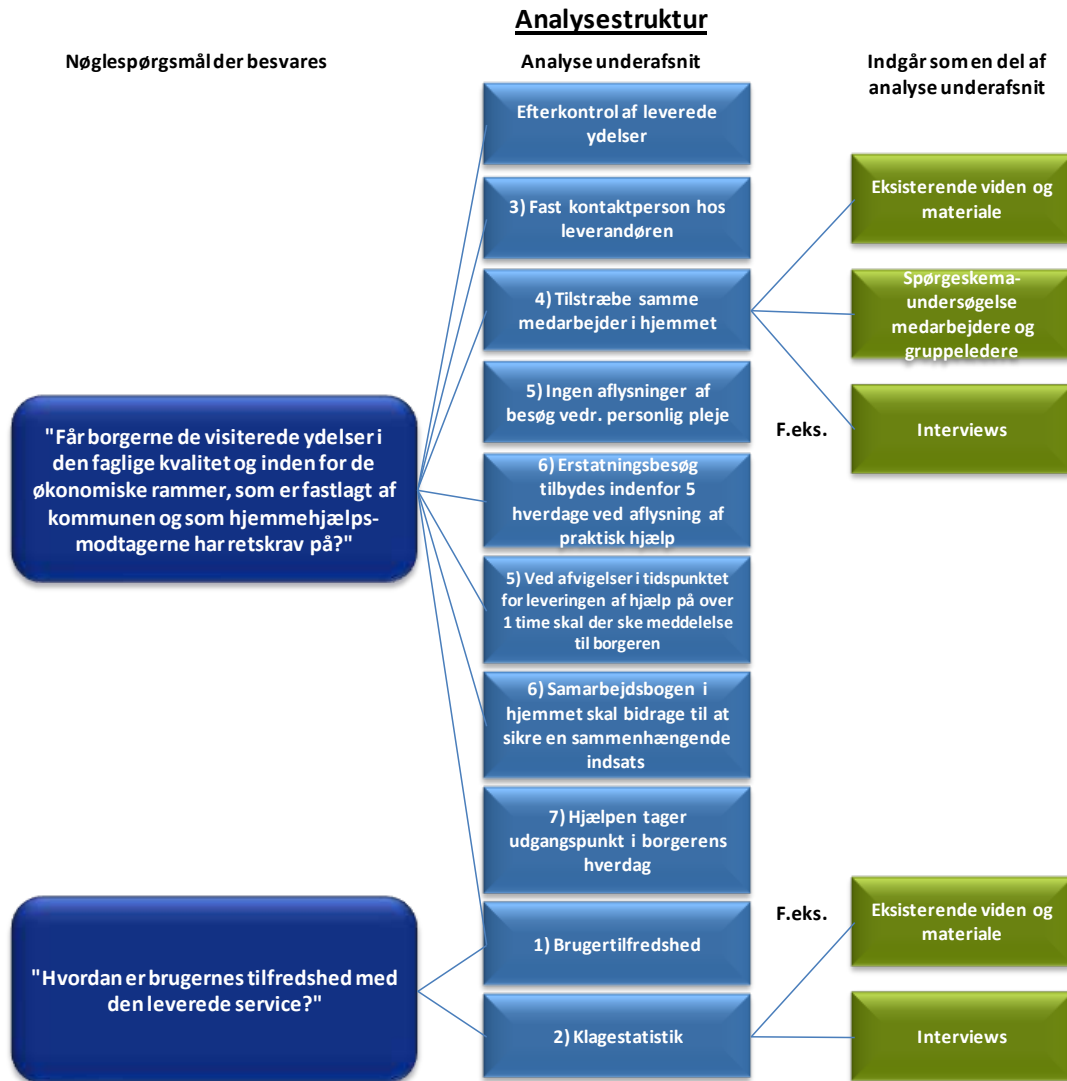 Analysestruktur
Nøglespørgsmål der besvares
Analyse underafsnit
Indgår som en del af
analyse underafsnit
Efterkontrol af leverede
ydelser
3) Fast kontaktperson hos
leverandøren
4) Tilstræbe samme
medarbejder i hjemmet
5) Ingen aflysninger af
besøg vedr. personlig pleje
6) Erstatningsbesøg
tilbydes indenfor 5
hverdage ved aflysning af
praktisk hjælp
5) Ved afvigelser i tidspunktet
for leveringen af hjælp på over
1 time skal der ske meddelelse
til borgeren
6) Samarbejdsbogen i
hjemmet skal bidrage til at
sikre en sammenhængende
indsats
7) Hjælpen tager
udgangspunkt i borgerens
hverdag
1) Brugertilfredshed
2) Klagestatistik
"Får borgerne de visiterede ydelser i
den faglige kvalitet og inden for de
økonomiske rammer, som er fastlagt af
kommunen og som hjemmehjælps-
modtagerne har retskrav på?"
"Hvordan er brugernes tilfredshed med
den leverede service?"
Eksisterende viden og
materiale
Spørgeskema-
undersøgelse
medarbejdere og
gruppeledere
F.eks.
Interviews
F.eks.
Eksisterende viden og
materiale
Interviews